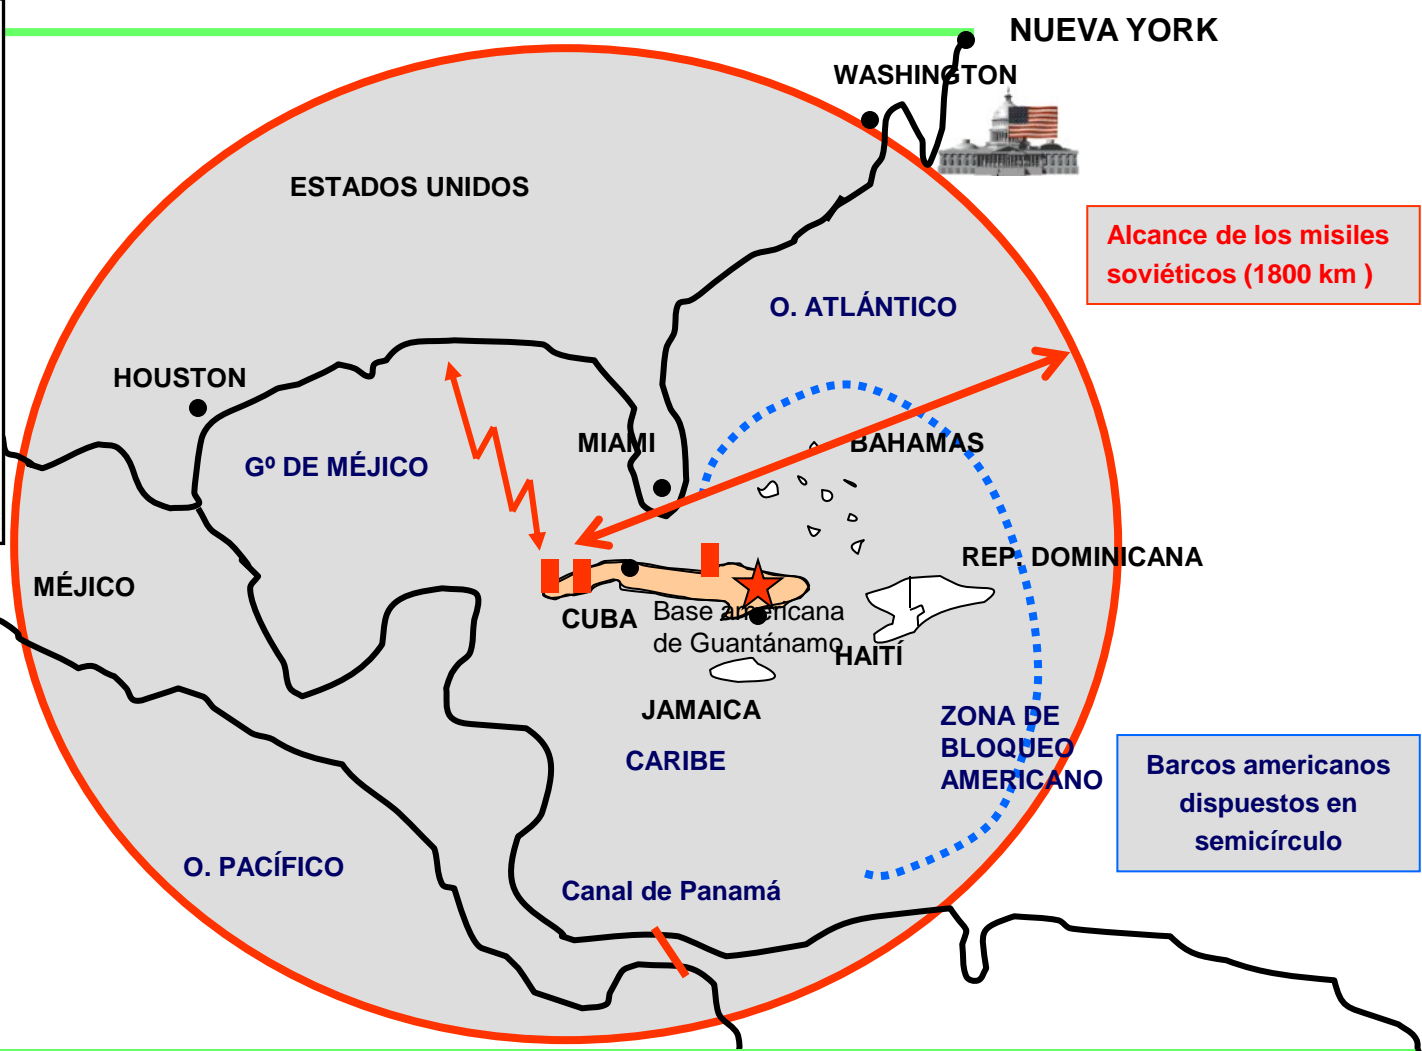 NUEVA YORK
WASHINGTON
ESTADOS UNIDOS
Alcance de los misiles
soviéticos (1800 km )
O. ATLÁNTICO
HOUSTON
MIAMI
BAHAMAS
Gº DE MÉJICO
REP. DOMINICANA
MÉJICO
CUBA
Base americana
de Guantánamo
HAITÍ
JAMAICA
ZONA DE
BLOQUEO
AMERICANO
CARIBE
Barcos americanos
dispuestos en
semicírculo
O. PACÍFICO
Canal de Panamá